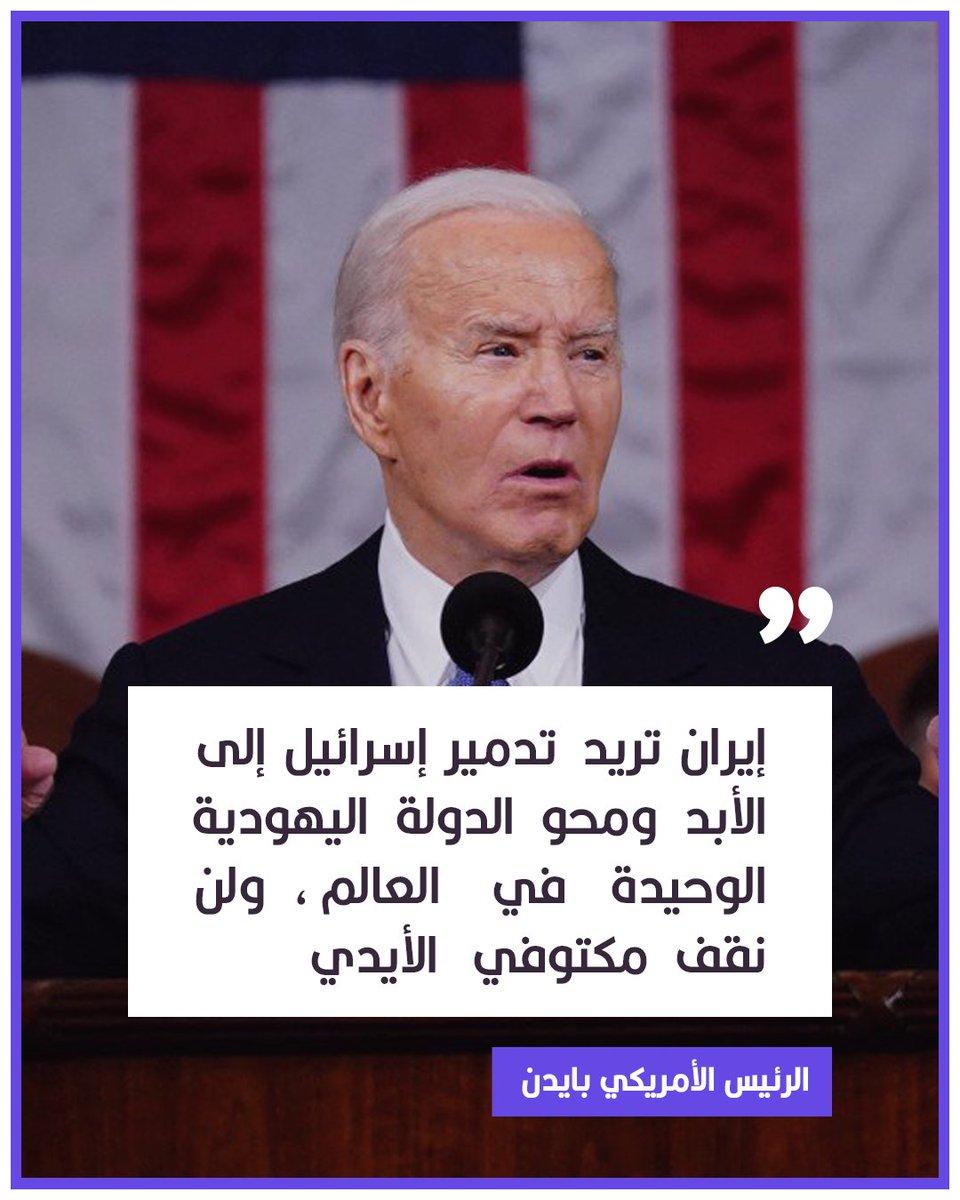 ”
إيران تريد تدمير إسرائيل إلى
الأبد ومحو الدولة اليهودية
الوحيدة في العالم ، ولن
نقف مكتوفي الأيدي
الرئيس الأمريكي بايدن